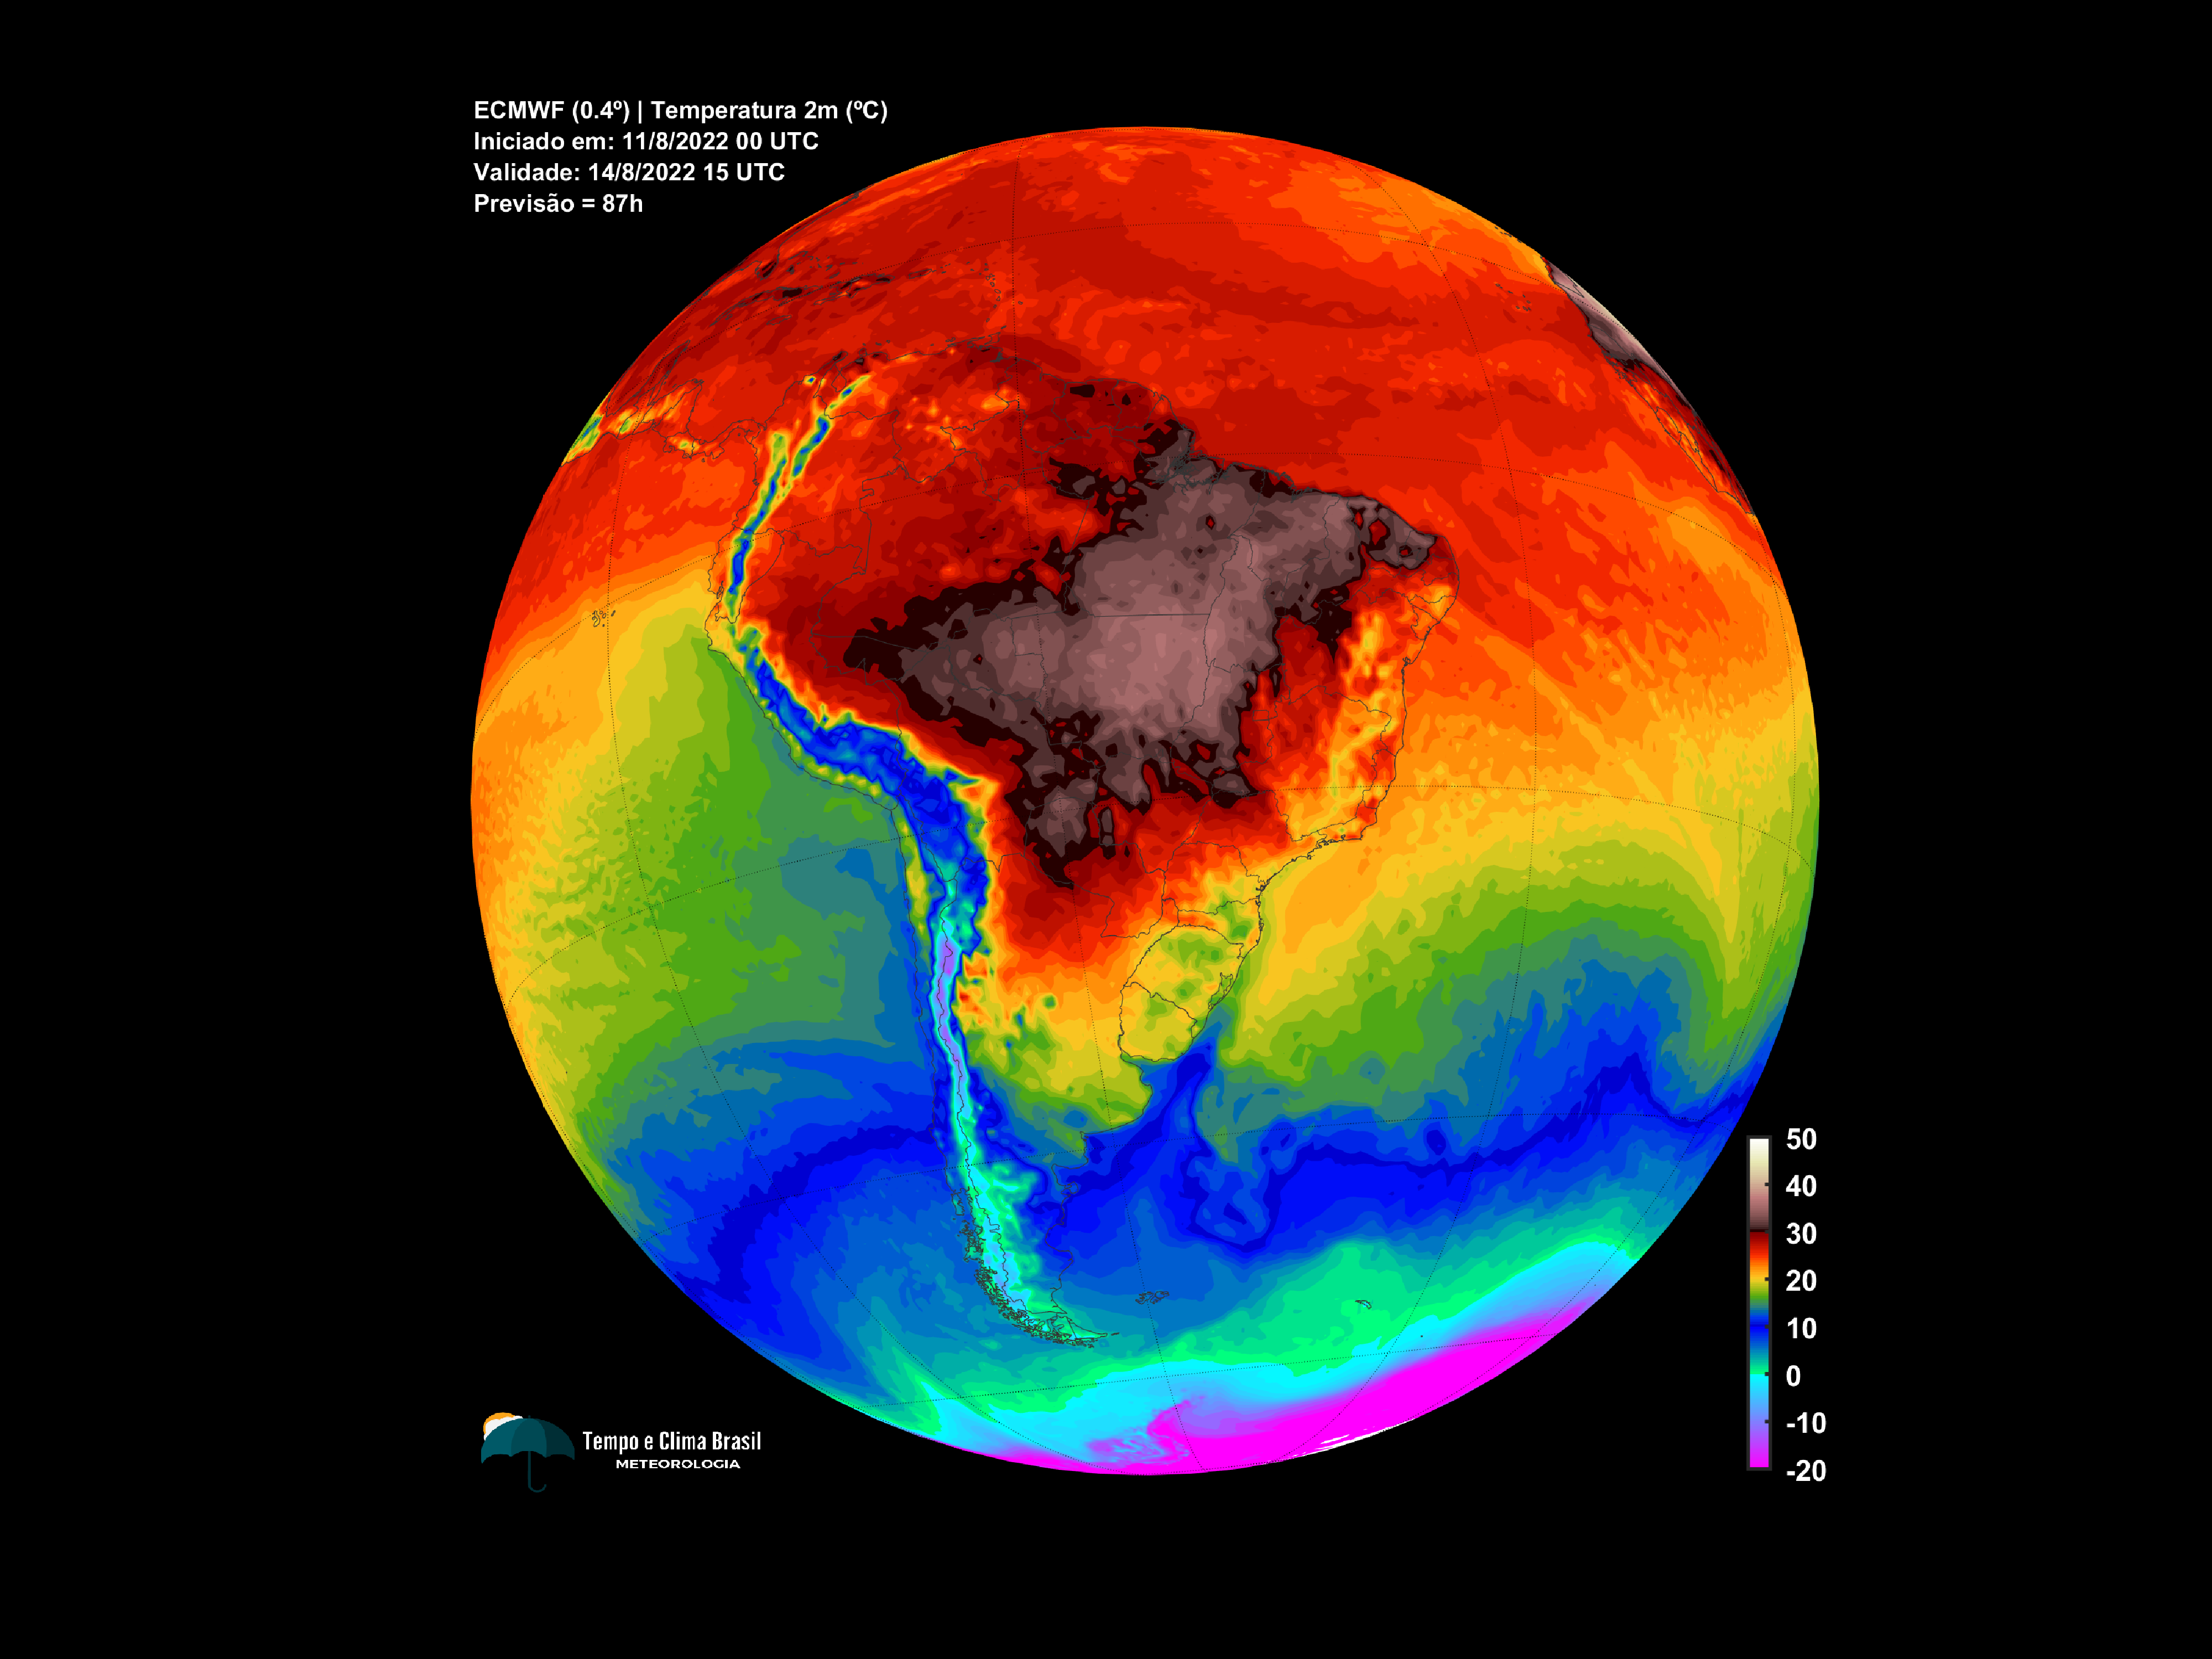 ECMWF (0.4º) | Temperatura 2m (ºC)
Iniciado em: 11/8/2022 00 UTC
Validade: 14/8/2022 15 UTC
Previsão = 87h
50
40
30
20
10
0
-10
-20
Tempo e Clima Brasil
METEOROLOGIA